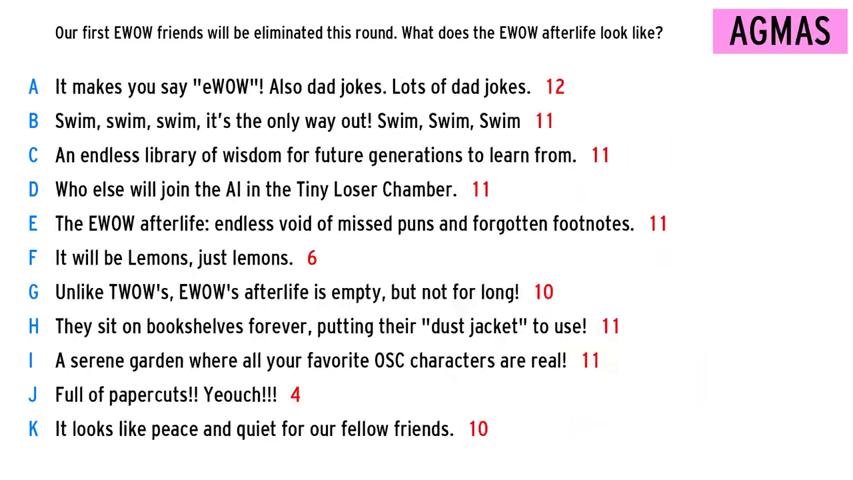 Our first EWOW friends will be eliminated this round. What does the EWOW afterlife look like?
AGMAS
A It makes you say "eWOW"! Also dad jokes. Lots of dad jokes. 12
B Swim, swim, swim, it's the only way out! Swim, Swim, Swim 11
C An endless library of wisdom for future generations to learn from. 11
D Who else will join the AI in the Tiny Loser Chamber. 11
E The EWOW afterlife: endless void of missed puns and forgotten footnotes. 11
F It will be Lemons, just lemons. 6
G Unlike TWOW's, EWOW's afterlife is empty, but not for long! 10
H They sit on bookshelves forever, putting their "dust jacket" to use! 11
I A serene garden where all your favorite OSC characters are real! 11
J Full of papercuts!! Yeouch!!! 4
K It looks like peace and quiet for our fellow friends. 10